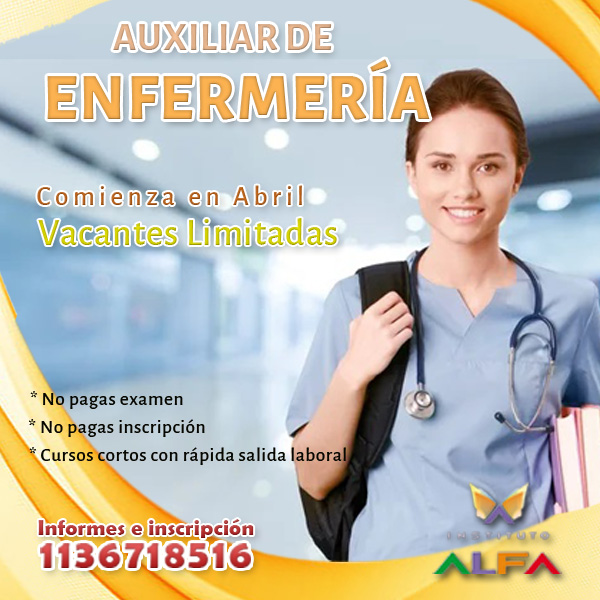 AUXILIAR DE
ENFERMERÍA
Comienza en Abril
Vacantes Limitadas
* No pagas examen
* No pagas inscripción
* Cursos cortos con rápida salida laboral
Informes e inscripción
1136718516
INSTITUTO
ALFA